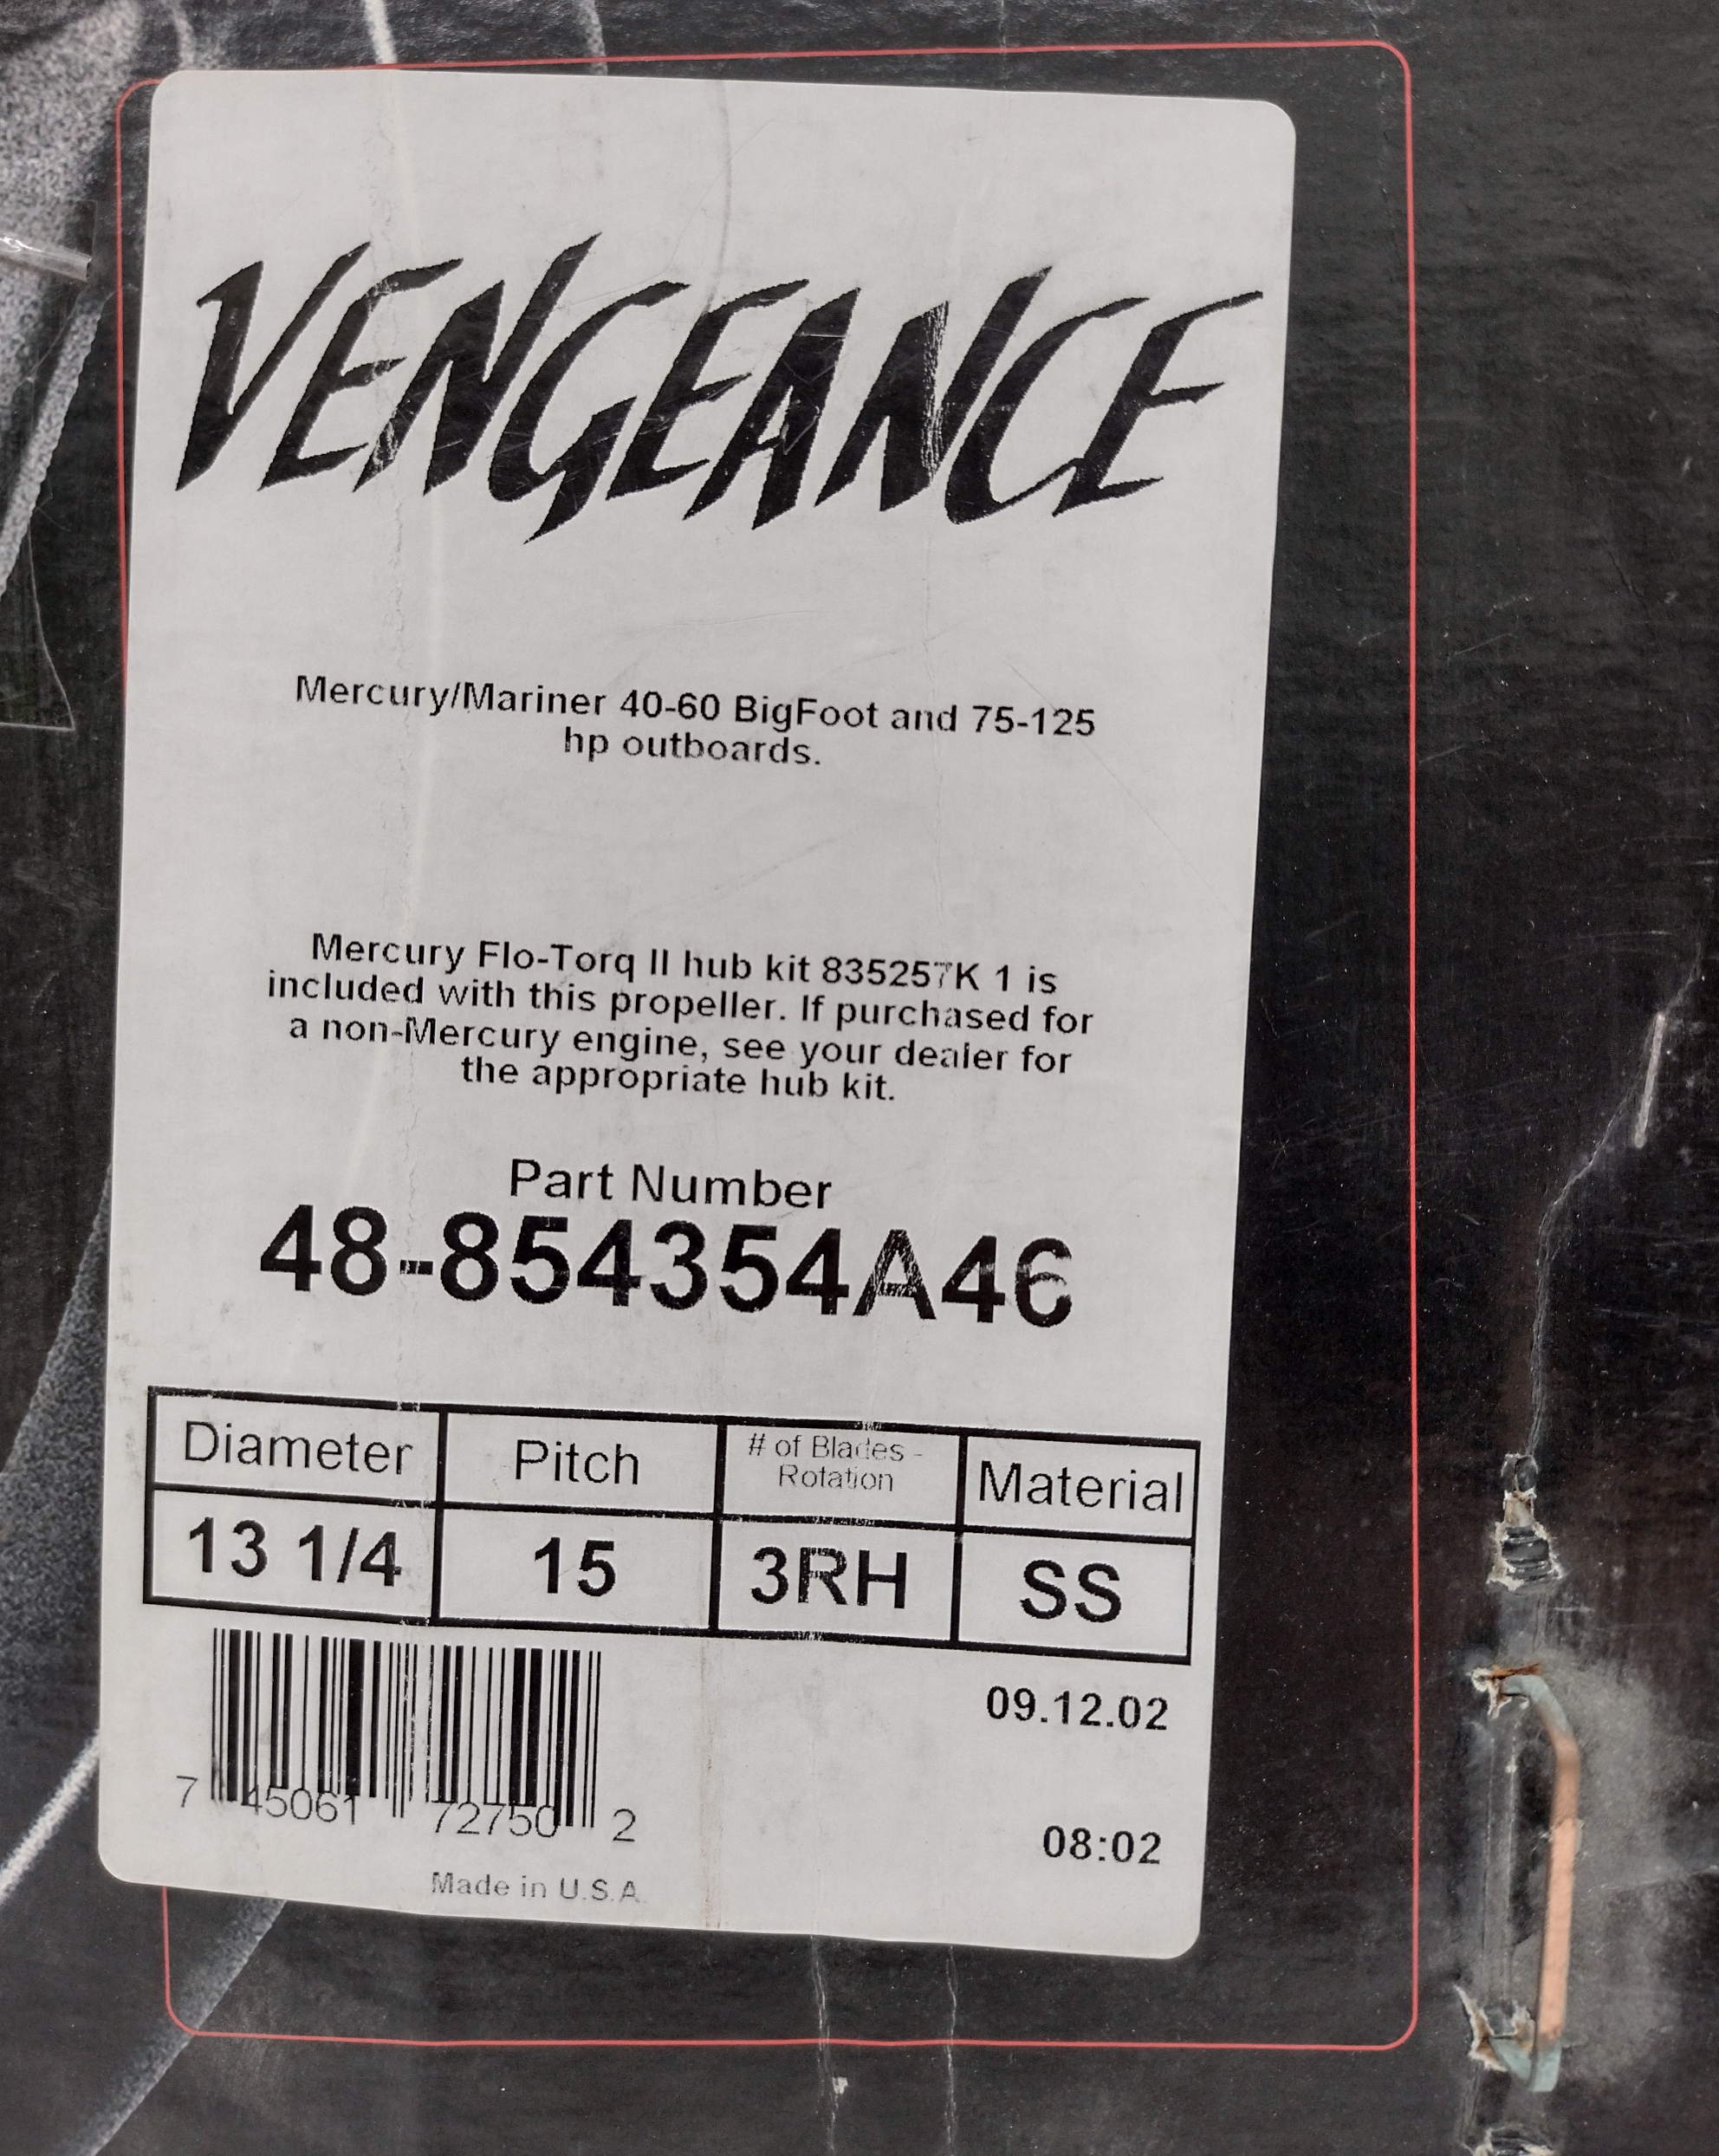 VENGEANCE
Mercury/Mariner 40-60 BigFoot and 75-125
hp outboards.
Mercury Flo-Torq II hub kit 835257K 1 is
included with this propeller. If purchased for
a non-Mercury engine, see your dealer for
the appropriate hub kit.
Part Number
48-854354A46
Diameter Pitch # of Blades - Rotation Material
13 1/4 15 3RH SS
09.12.02
7 45061 72750 2
08:02
Made in U.S.A.